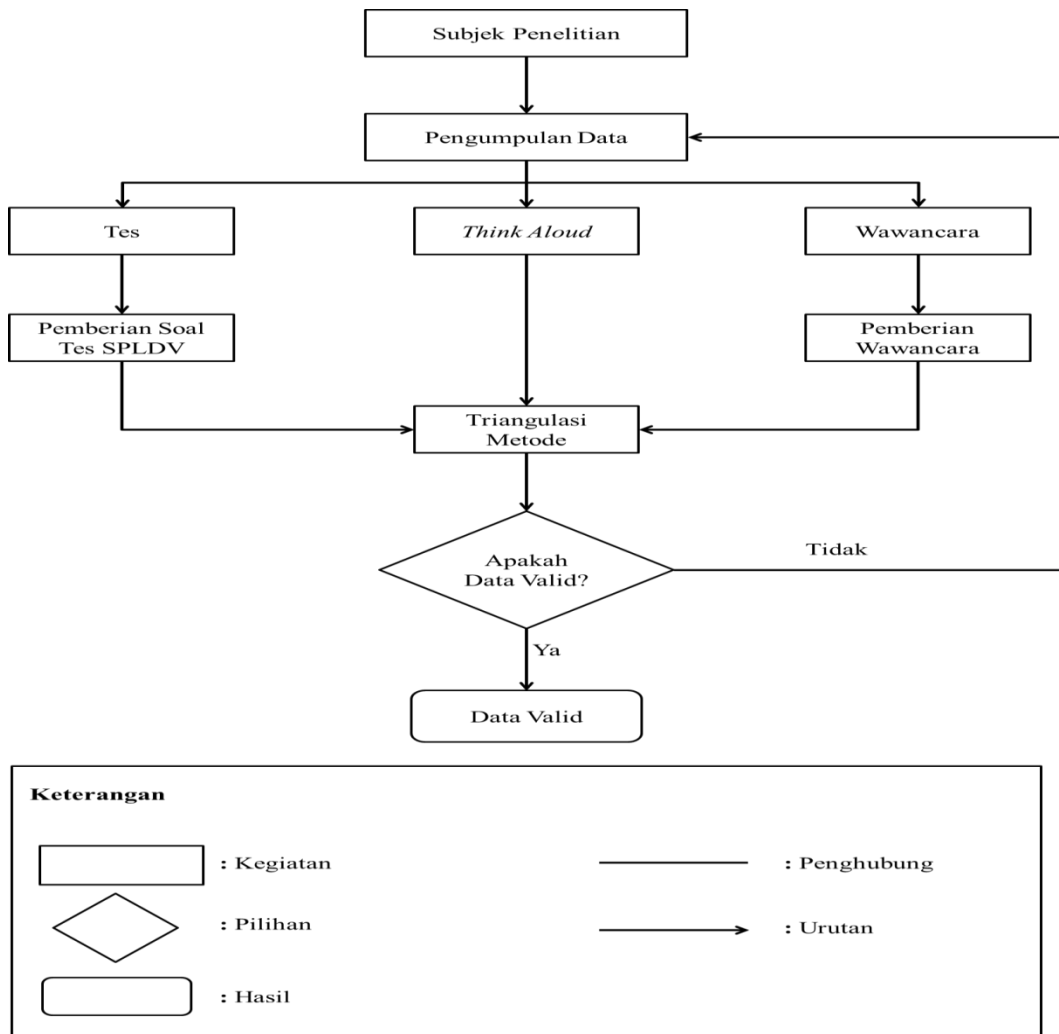 Subjek Penelitian
Pengumpulan Data
Tes
Think Aloud
Wawancara
Pemberian Soal
Tes SPLDV
Pemberian
Wawancara
Triangulasi
Metode
Apakah
Data Valid?
Tidak
Ya
Data Valid
Keterangan
: Kegiatan
: Penghubung
: Pilihan
: Urutan
: Hasil